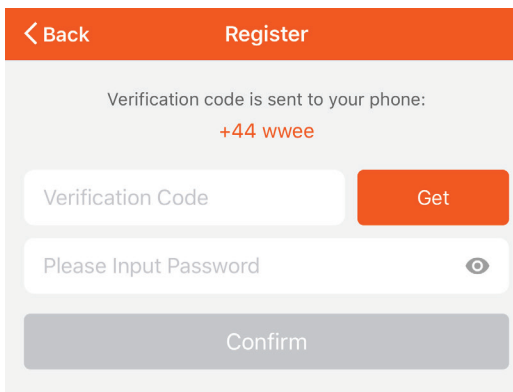 Back
Register
Verification code is sent to your phone:
+44 wwee
Verification Code
Get
Please Input Password
Confirm